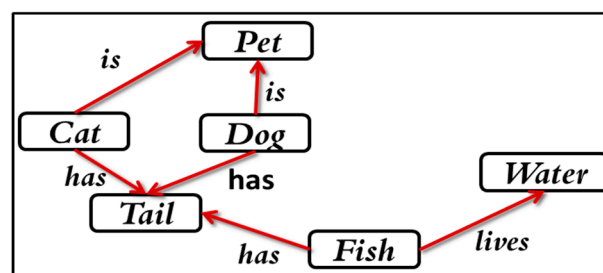 Pet
is
is
Cat
Dog
has
has
Water
Tail
has
Fish
lives